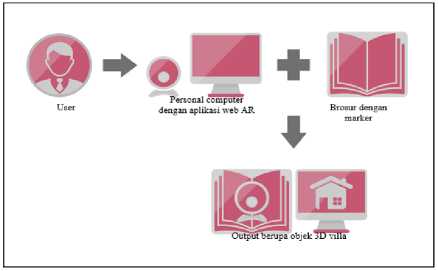 User
Personal computer
dengan aplikasi web AR
Brosur dengan
marker
Output berupa objek 3D villa